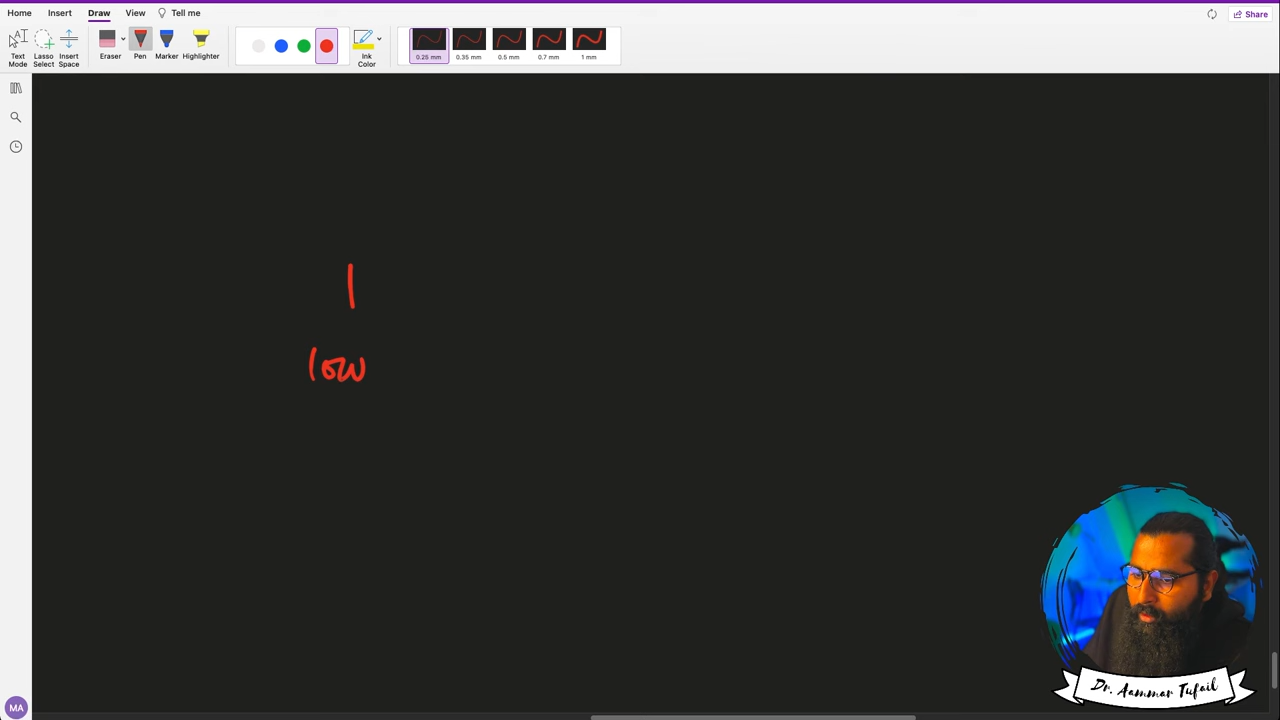 Home Insert Draw View Tell me Share
Text Mode Lasso Select Insert Space Eraser Pen Marker Highlighter Ink Color 0.25 mm 0.35 mm 0.5 mm 0.7 mm 1 mm
1
low
Dr. Aammar Tufail
MA